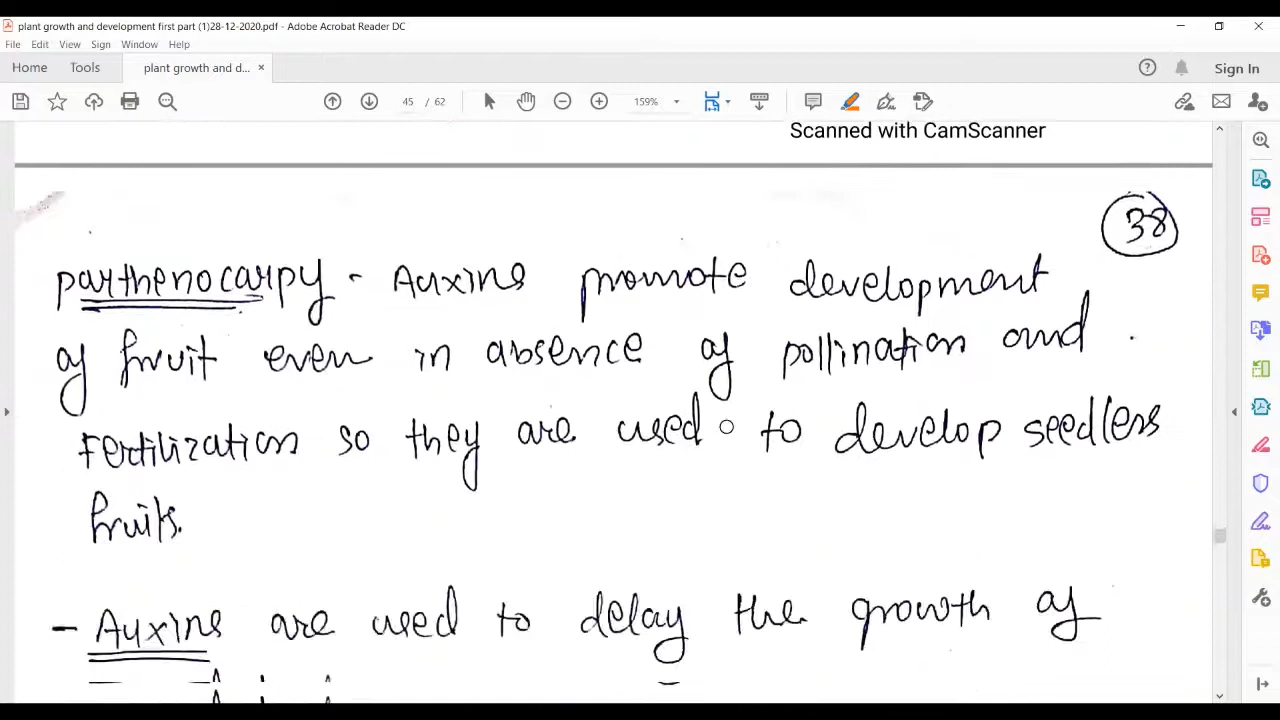 plant growth and development first part (1)28-12-2020.pdf - Adobe Acrobat Reader DC
File Edit View Sign Window Help
Home Tools plant growth and d... × Sign In
45 / 62 159%
Scanned with CamScanner
38
parthenocarpy - Auxins promote development
of fruit even in absence of pollination and
Fertilization so they are used to develop seedless
fruits.
- Auxins are used to delay the growth of